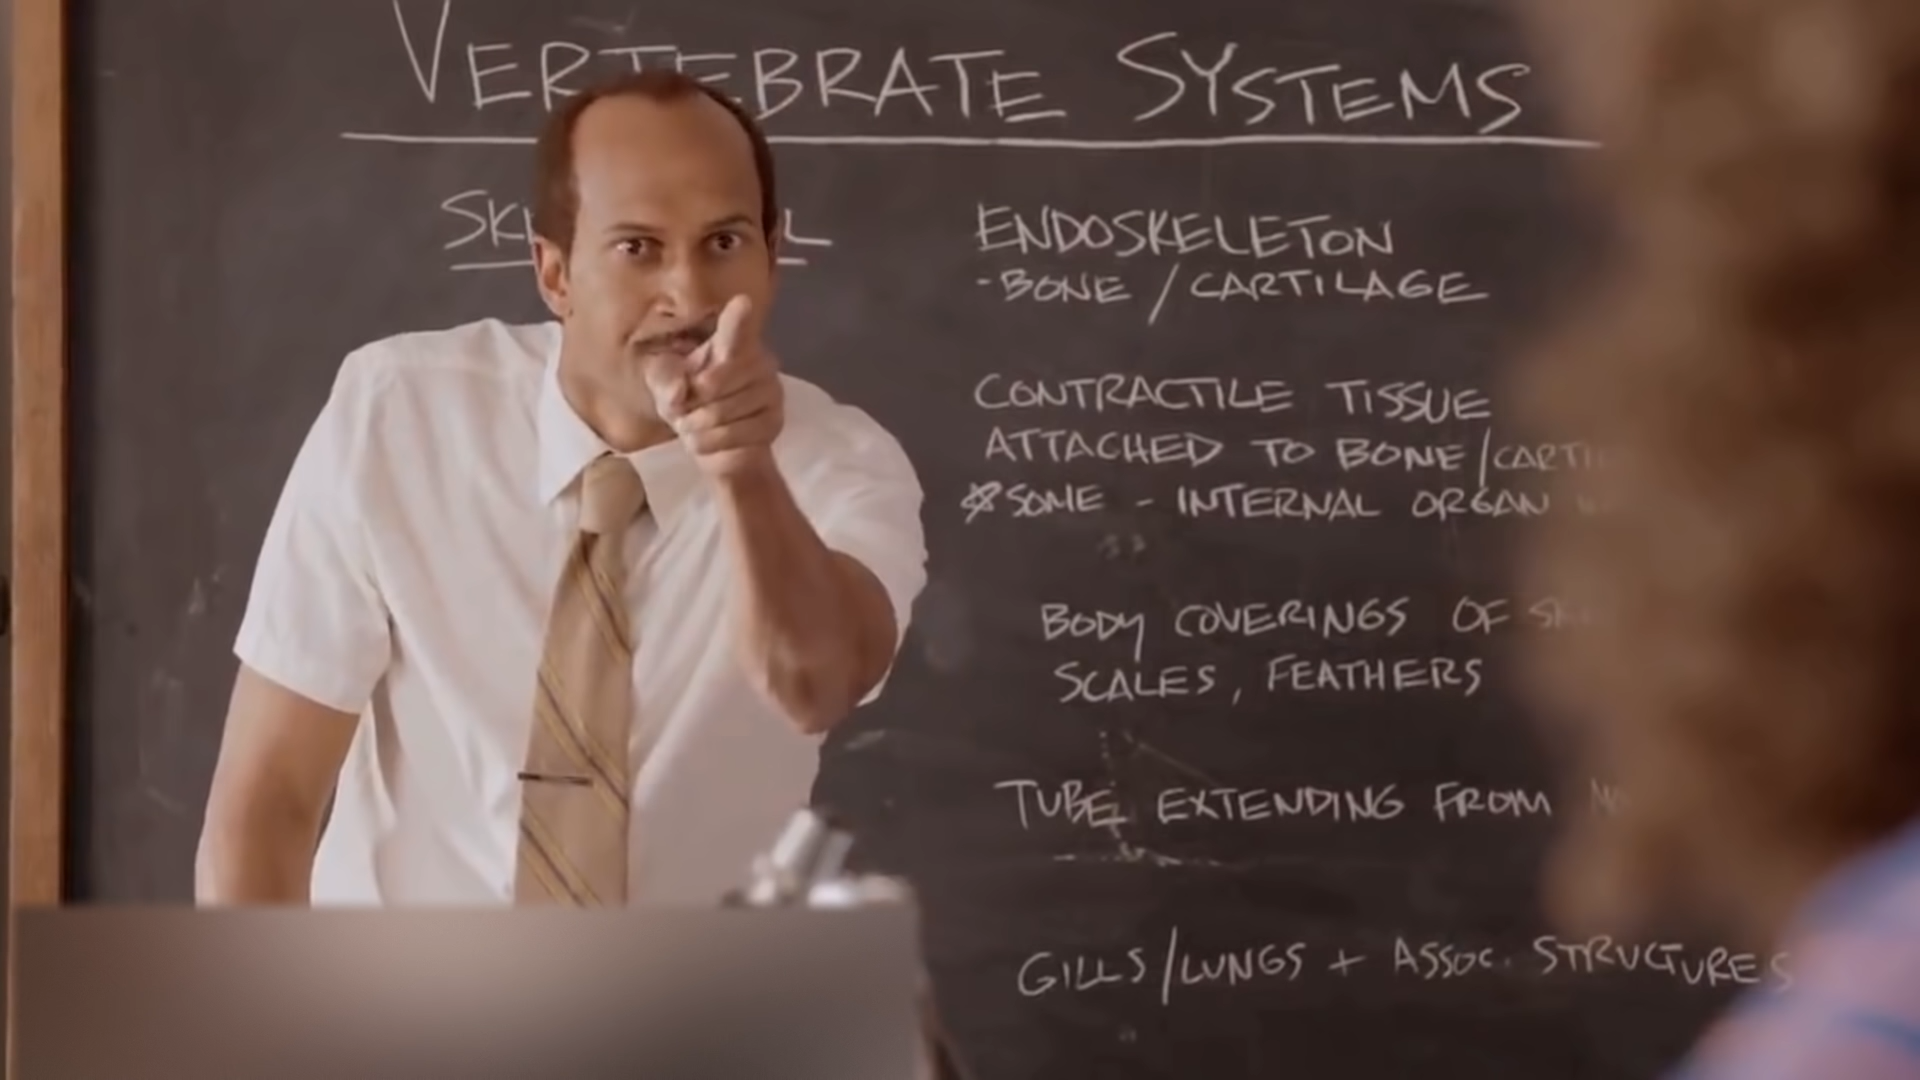 VERTEBRATE SYSTEMS
ENDOSKELETON
- BONE / CARTILAGE
CONTRACTILE TISSUE
ATTACHED TO BONE /
* SOME - INTERNAL ORGAN
BODY COVERINGS OF
SCALES, FEATHERS
TUBE EXTENDING FROM
GILLS / LUNGS + ASSOC. STRUCTURES